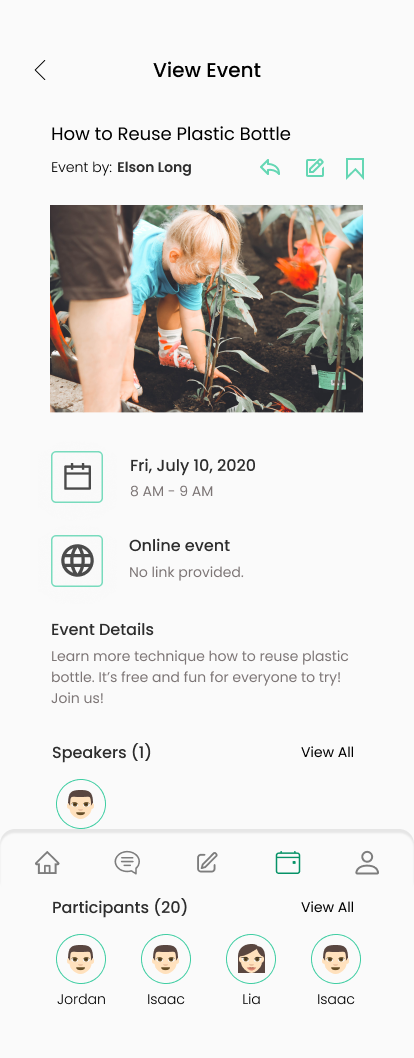 View Event
How to Reuse Plastic Bottle
Event by: Elson Long
Fri, July 10, 2020
8 AM - 9 AM
Online event
No link provided.
Event Details
Learn more technique how to reuse plastic
bottle. It's free and fun for everyone to try!
Join us!
Speakers (1)
View All
Participants (20)
View All
Jordan
Isaac
Lia
Isaac